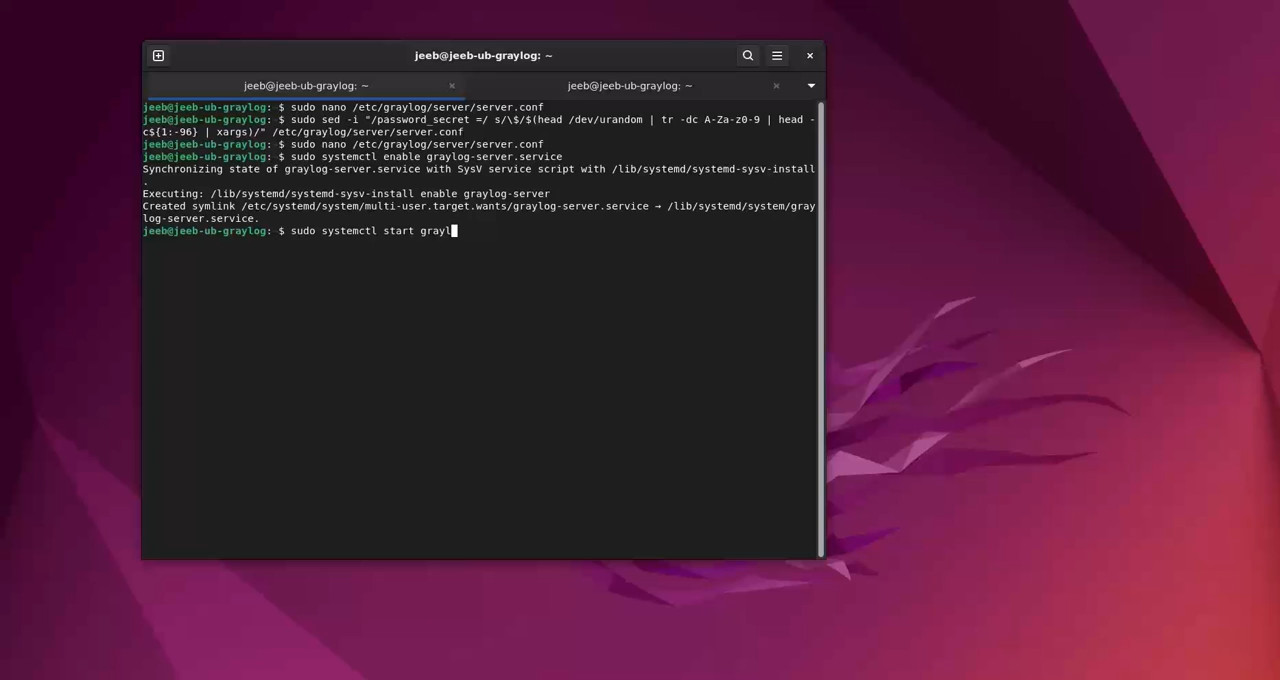 jeeb@jeeb-ub-graylog: ~
jeeb@jeeb-ub-graylog: ~ jeeb@jeeb-ub-graylog: ~
jeeb@jeeb-ub-graylog: $ sudo nano /etc/graylog/server/server.conf
jeeb@jeeb-ub-graylog: $ sudo sed -i "/password_secret =/ s/\$/$(head /dev/urandom | tr -dc A-Za-z0-9 | head -
c${1:-96} | xargs)/" /etc/graylog/server/server.conf
jeeb@jeeb-ub-graylog: $ sudo nano /etc/graylog/server/server.conf
jeeb@jeeb-ub-graylog: $ sudo systemctl enable graylog-server.service
Synchronizing state of graylog-server.service with SysV service script with /lib/systemd/systemd-sysv-install
.
Executing: /lib/systemd/systemd-sysv-install enable graylog-server
Created symlink /etc/systemd/system/multi-user.target.wants/graylog-server.service → /lib/systemd/system/gray
log-server.service.
jeeb@jeeb-ub-graylog: $ sudo systemctl start grayl